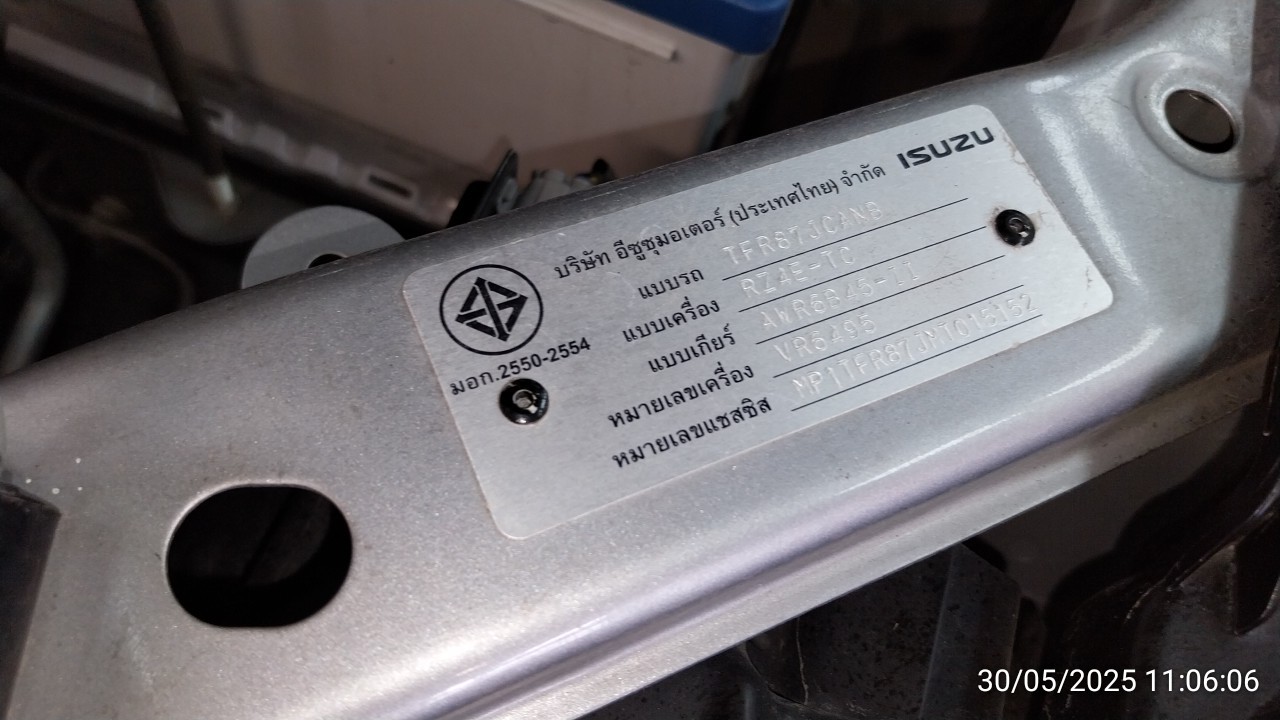 บริษัท อีซูซุมอเตอร์ (ประเทศไทย) จำกัด ISUZU
แบบรถ TFR87JCANB
แบบเครื่อง RZ4E-TC
แบบเกียร์ AWR6B45-II
หมายเลขเครื่อง VR5495
หมายเลขแชสซิส MP1TFR87JMT015152
มอก.2550-2554
30/05/2025 11:06:06